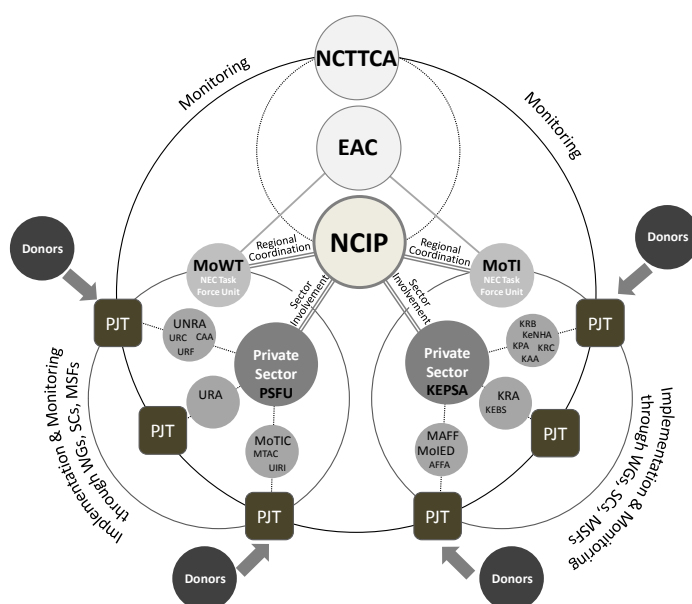 NCTTCA
Monitoring
Monitoring
EAC
NCIP
Regional
Coordination
Regional
Coordination
Donors
Donors
MoWT
NEC Task
Force Unit
MoTI
NEC Task
Force Unit
Sector
Involvement
Sector
Involvement
PJT
PJT
UNRA
URC CAA
URF
KRB
KeNHA
KPA KRC
KAA
Private
Sector
PSFU
Private
Sector
KEPSA
URA
KRA
KEBS
PJT
PJT
MoTIC
MTAC
UIRI
MAFF
MoIED
AFFA
Implementation & Monitoring
through WGs, SCs, MSFs
Implementation & Monitoring
through WGs, SCs, MSFs
PJT
PJT
Donors
Donors